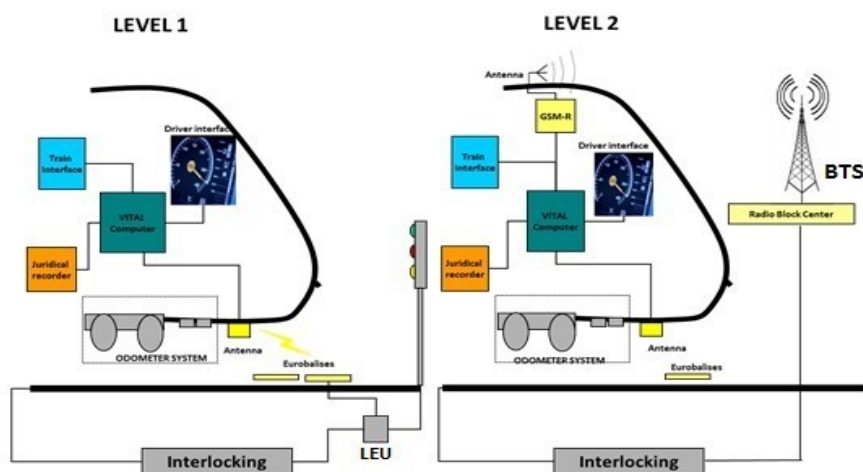 LEVEL 1
Driver interface
Train
Interface
VITAL
Computer
Juridical
recorder
ODOMETER SYSTEM
Antenna
Eurobalises
LEU
Interlocking
LEVEL 2
Antenna
GSM-R
Driver interface
Train
Interface
VITAL
Computer
Juridical
recorder
ODOMETER SYSTEM
Antenna
Eurobalises
BTS
Radio Block Center
Interlocking